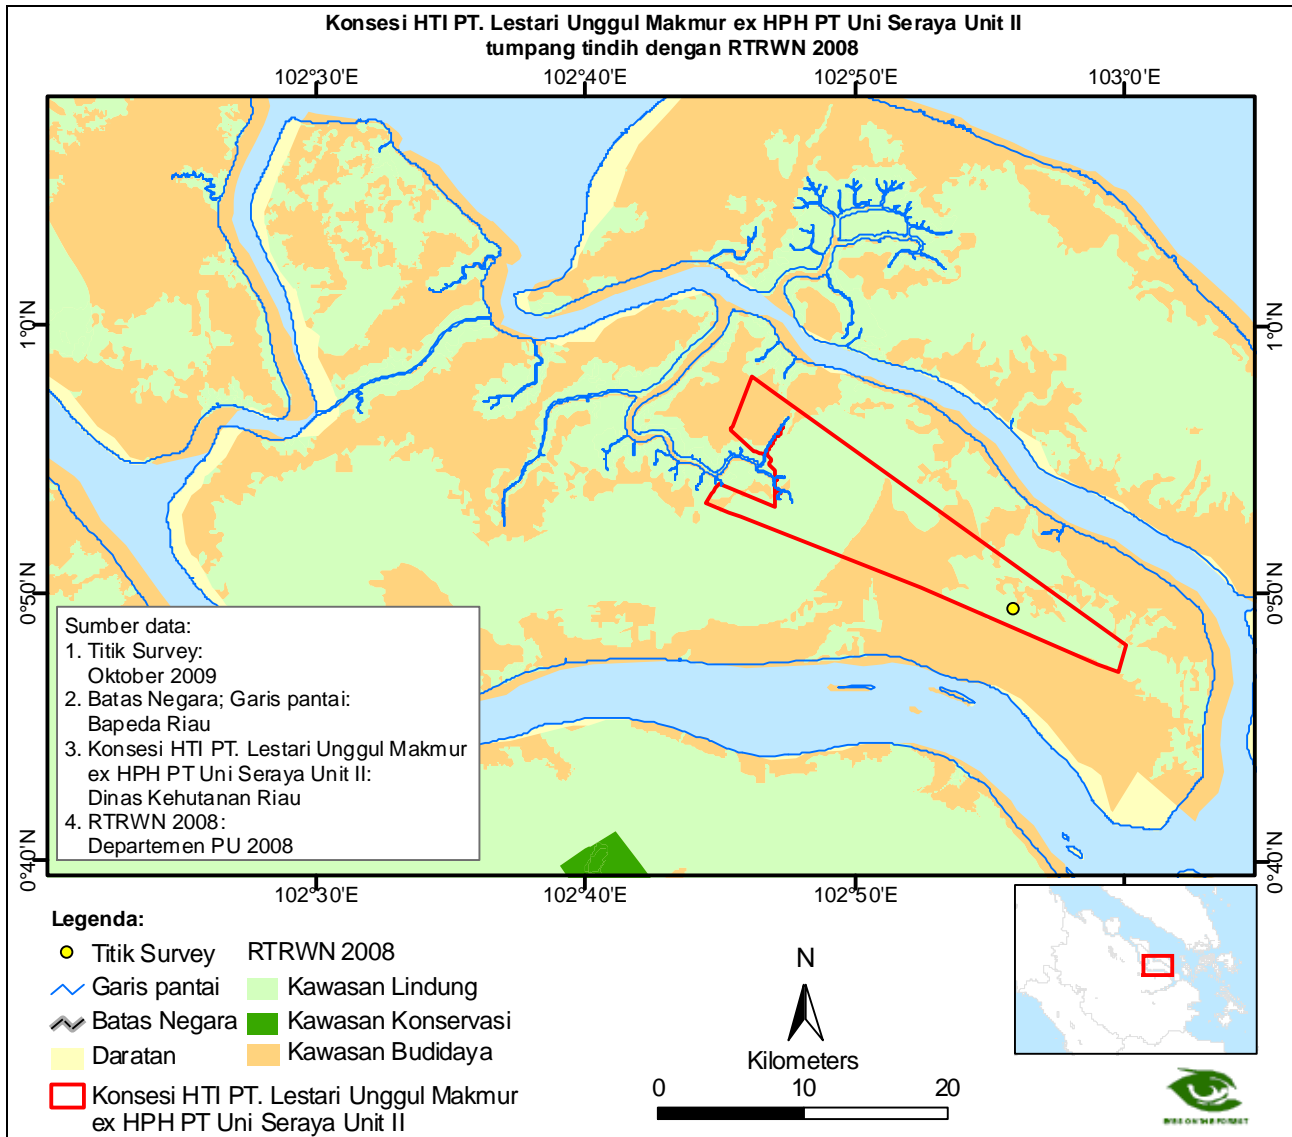 Konsesi HTI PT. Lestari Unggul Makmur ex HPH PT Uni Seraya Unit II
tumpang tindih dengan RTRWN 2008
102°30'E 102°40'E 102°50'E 103°0'E
1°0'N 1°0'N
0°50'N 0°50'N
0°40'N 0°40'N
Sumber data:
1. Titik Survey:
Oktober 2009
2. Batas Negara; Garis pantai:
Bapeda Riau
3. Konsesi HTI PT. Lestari Unggul Makmur
ex HPH PT Uni Seraya Unit II:
Dinas Kehutanan Riau
4. RTRWN 2008:
Departemen PU 2008
102°30'E 102°40'E 102°50'E 103°0'E
Legenda:
Titik Survey
Garis pantai
Batas Negara
Daratan
Konsesi HTI PT. Lestari Unggul Makmur
ex HPH PT Uni Seraya Unit II
RTRWN 2008
Kawasan Lindung
Kawasan Konservasi
Kawasan Budidaya
N
Kilometers
0 10 20
EYES ON THE FOREST